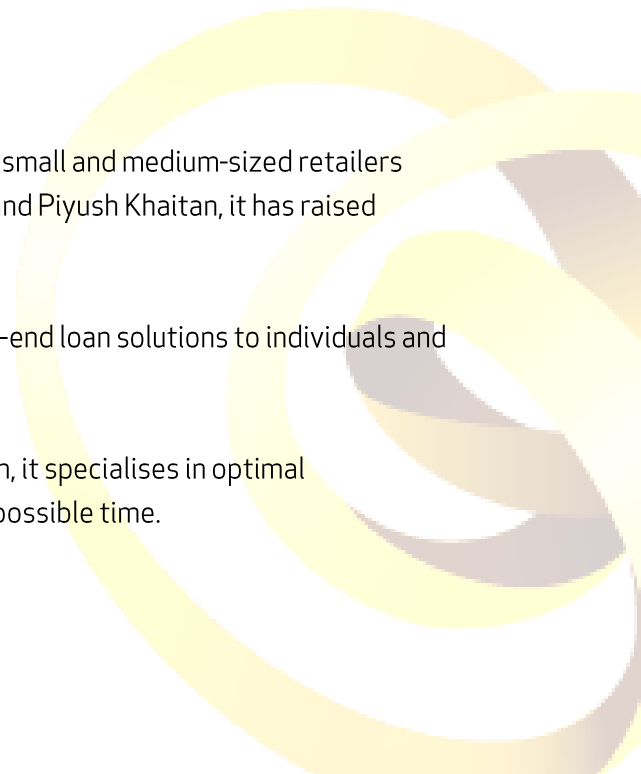 small and medium-sized retailers
nd Piyush Khaitan, it has raised
-end loan solutions to individuals and
, it specialises in optimal
possible time.